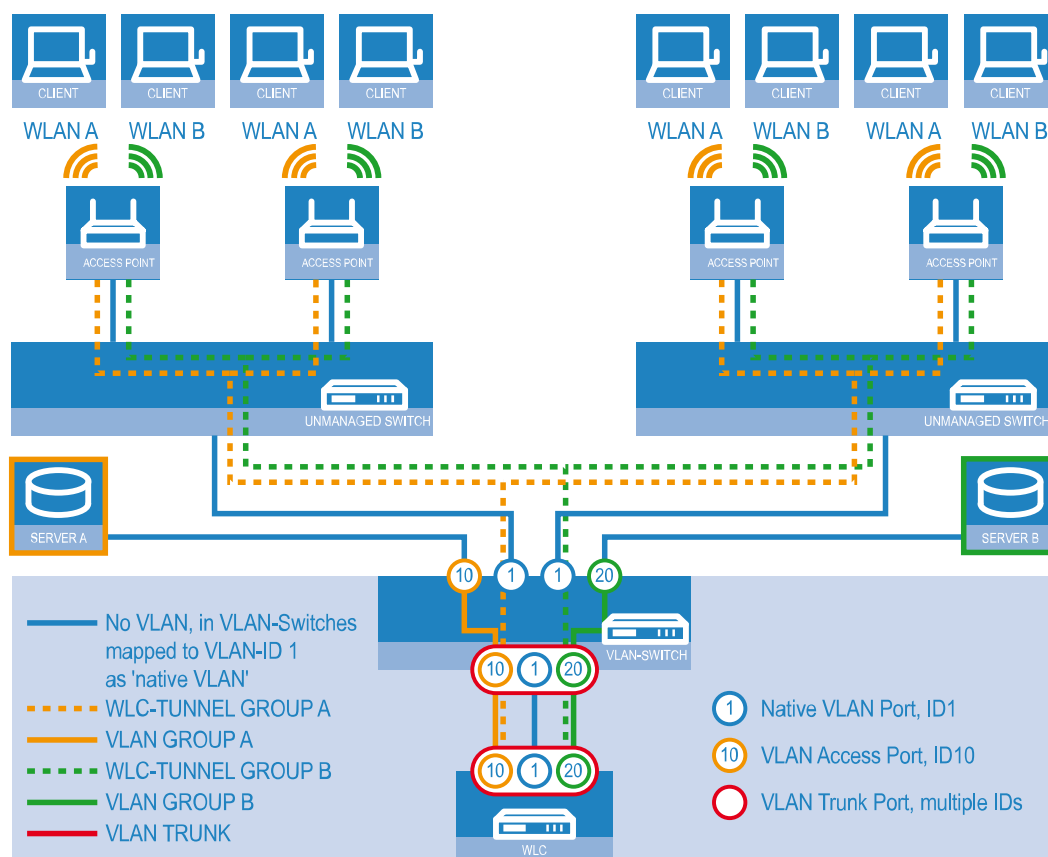 CLIENT CLIENT CLIENT CLIENT CLIENT CLIENT CLIENT CLIENT
WLAN A WLAN B WLAN A WLAN B WLAN A WLAN B WLAN A WLAN B
ACCESS POINT ACCESS POINT ACCESS POINT ACCESS POINT
UNMANAGED SWITCH UNMANAGED SWITCH
SERVER A SERVER B
10 1 1 20
VLAN-SWITCH
10 1 20
10 1 20
WLC
No VLAN, in VLAN-Switches
mapped to VLAN-ID 1
as 'native VLAN'
WLC-TUNNEL GROUP A
VLAN GROUP A
WLC-TUNNEL GROUP B
VLAN GROUP B
VLAN TRUNK
1 Native VLAN Port, ID1
10 VLAN Access Port, ID10
VLAN Trunk Port, multiple IDs